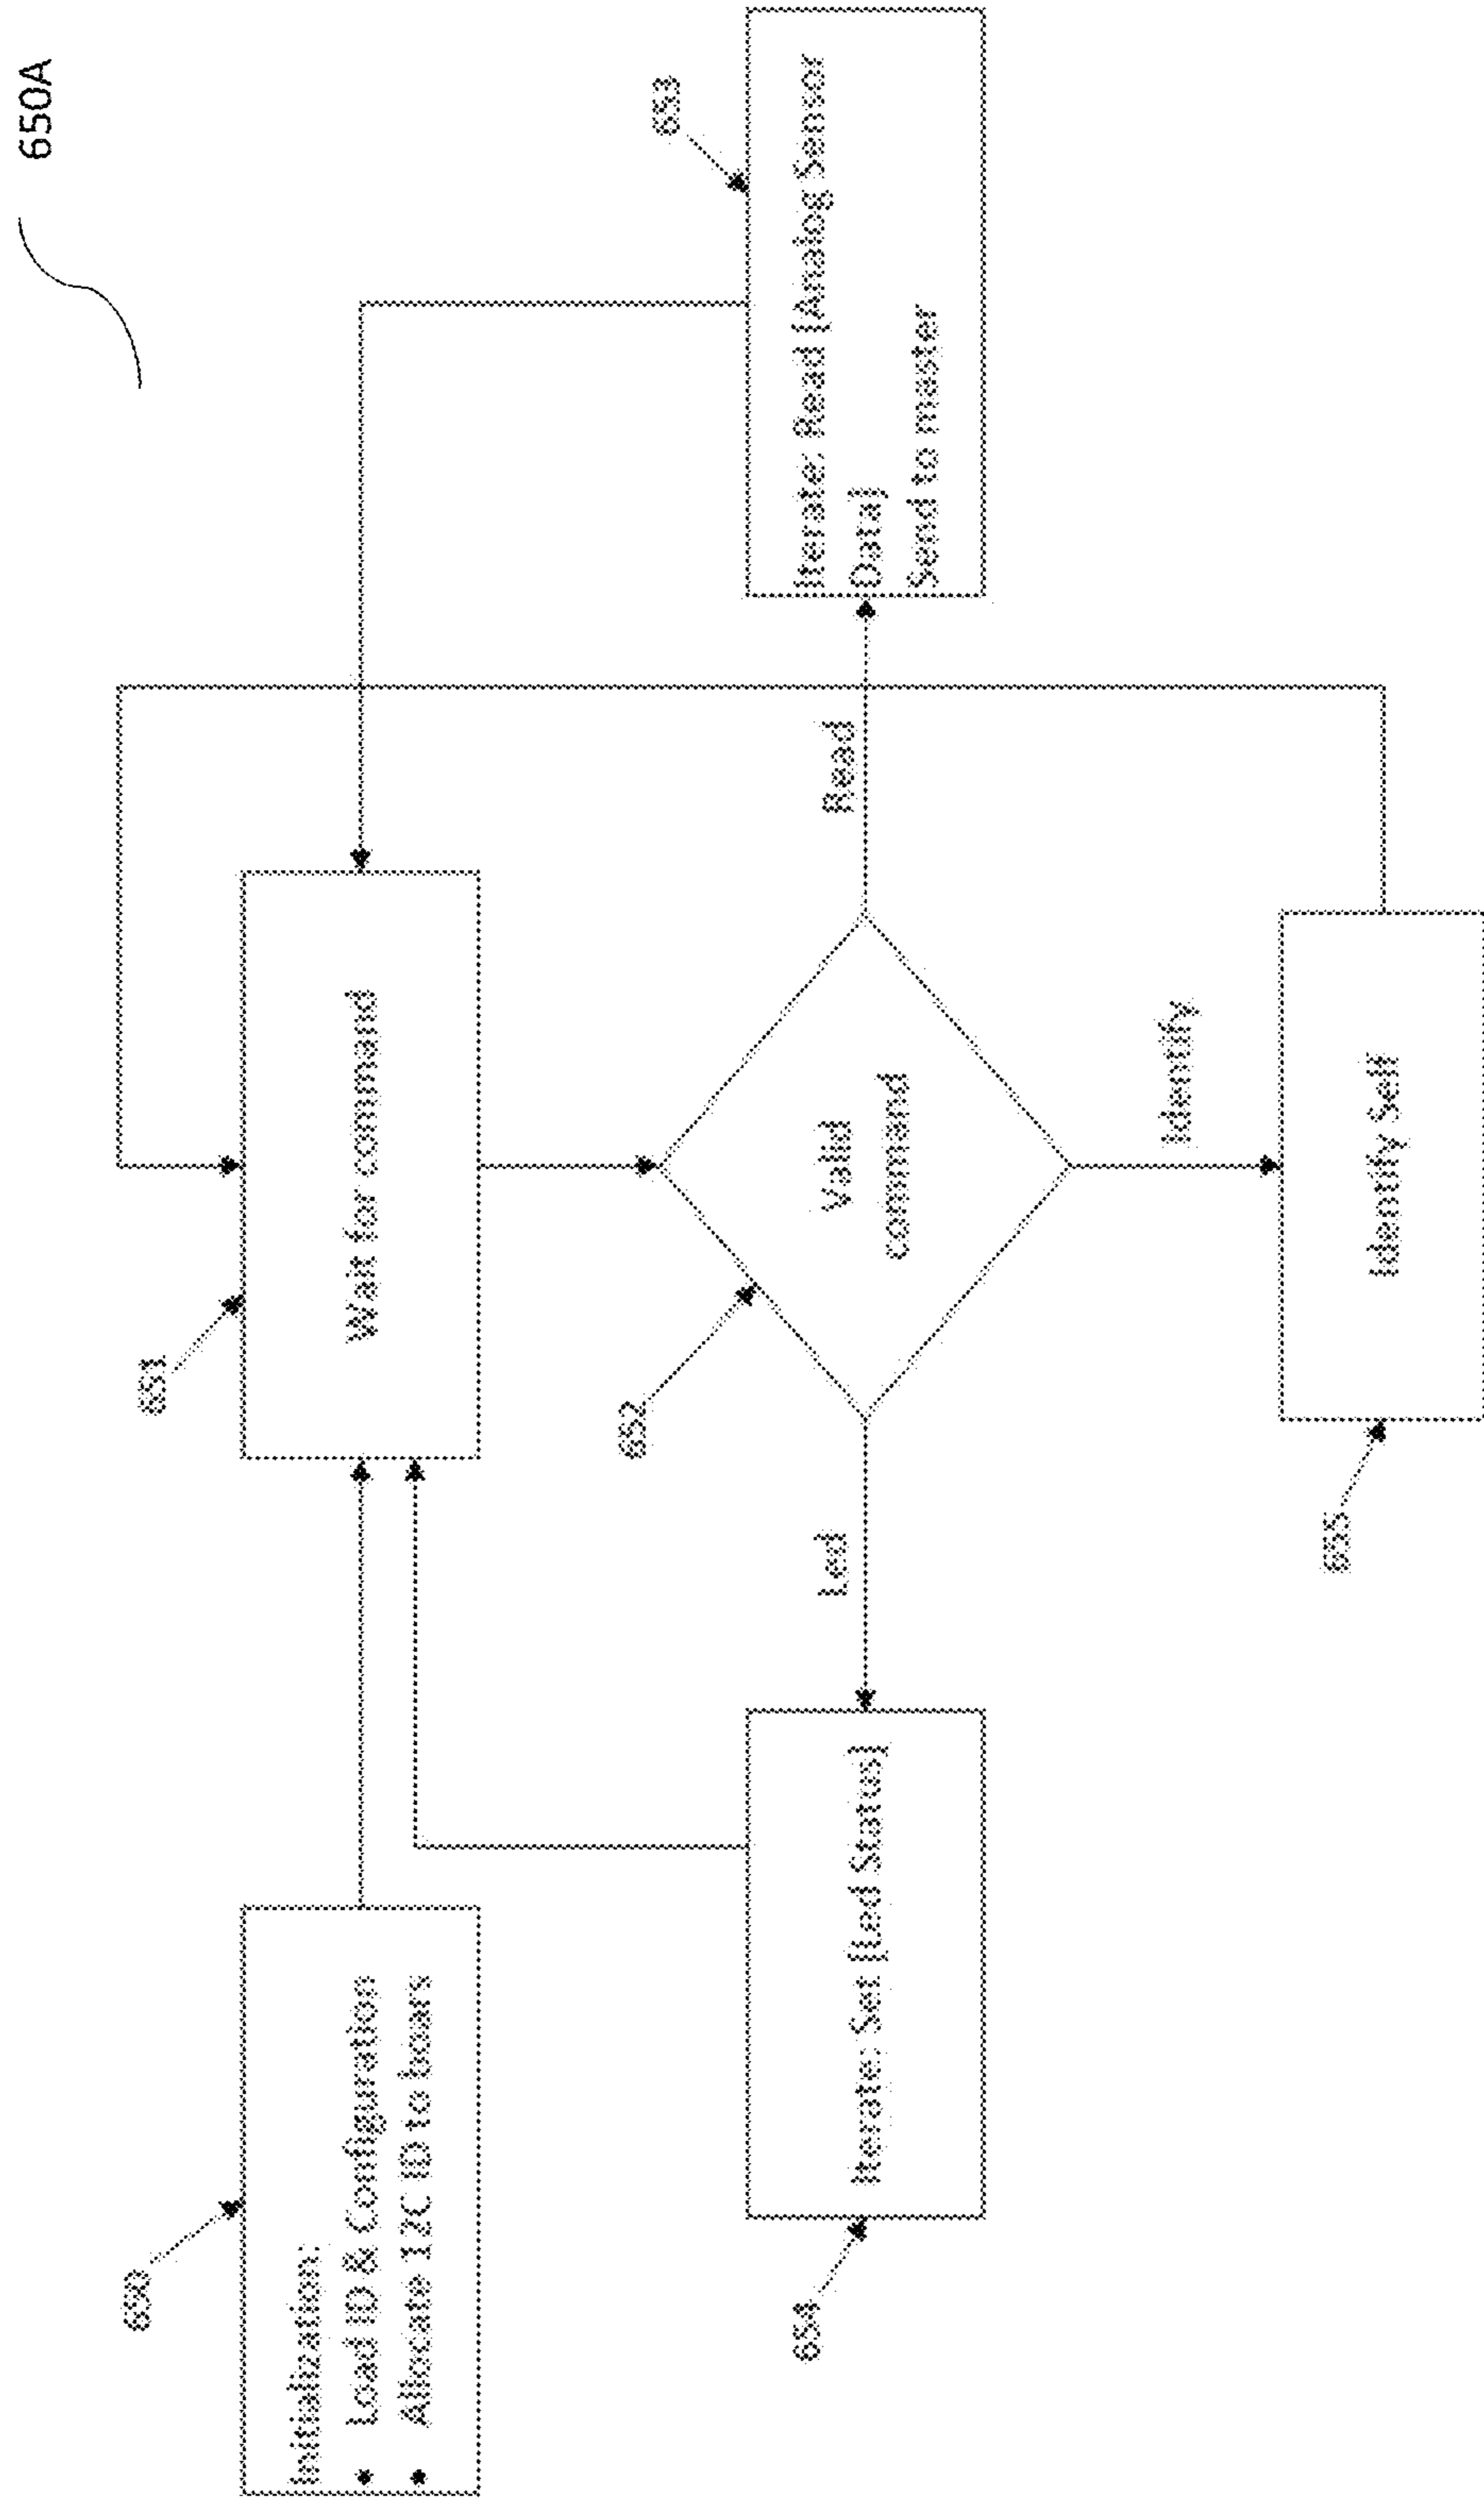 650A
650
Initialization:
• Load ID & Configuration
• Allocate I2C ID to boars
651
Wait for command
652
Valid
command
Read
653
Iterate: Read [Analog Sensor
Data]
Send to master
Led
654
Iterate: Set [Led Status]
Identify
655
Identify Self